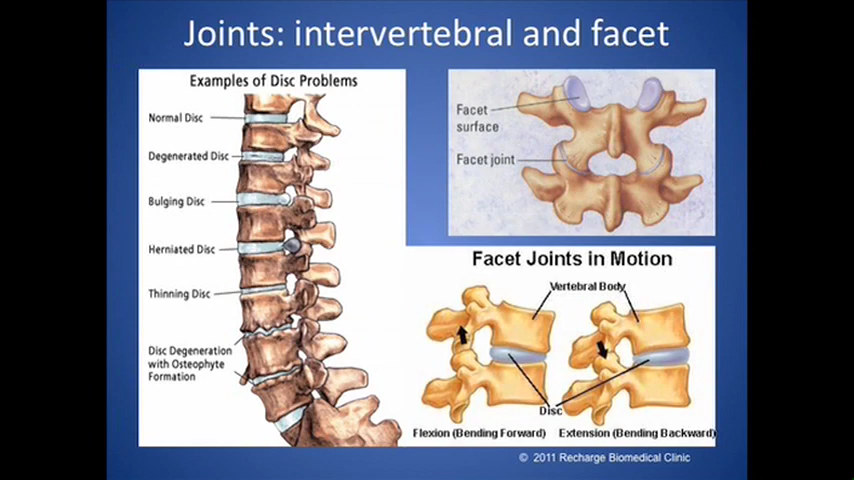 Joints: intervertebral and facet
Examples of Disc Problems
Normal Disc
Degenerated Disc
Bulging Disc
Herniated Disc
Thinning Disc
Disc Degeneration
with Osteophyte
Formation
Facet
surface
Facet joint
Facet Joints in Motion
Vertebral Body
Disc
Flexion (Bending Forward)
Extension (Bending Backward)
© 2011 Recharge Biomedical Clinic